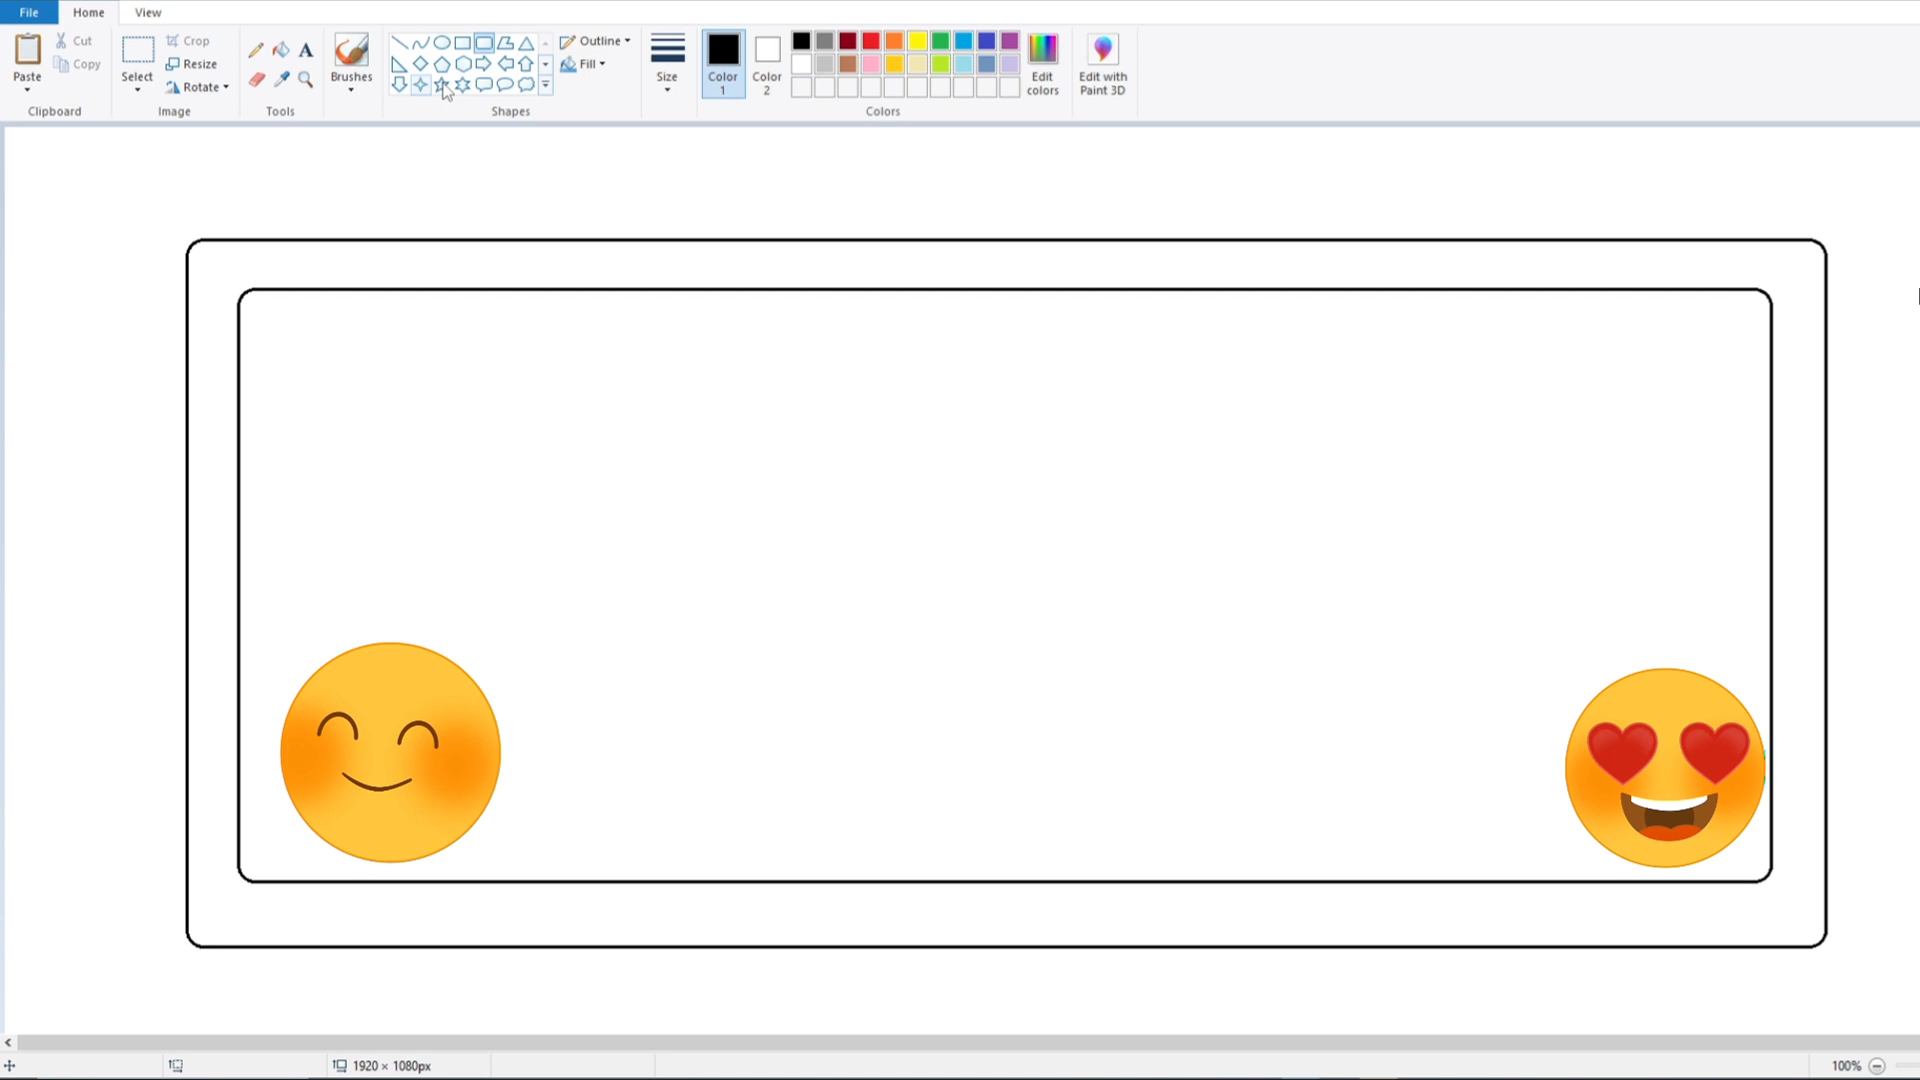 File Home View
Paste
Cut
Copy
Clipboard
Select
Crop
Resize
Rotate
Image
A
Tools
Brushes
Outline
Fill
Shapes
Size
Color 1
Color 2
Edit colors
Colors
Edit with Paint 3D
1920 × 1080px
100%